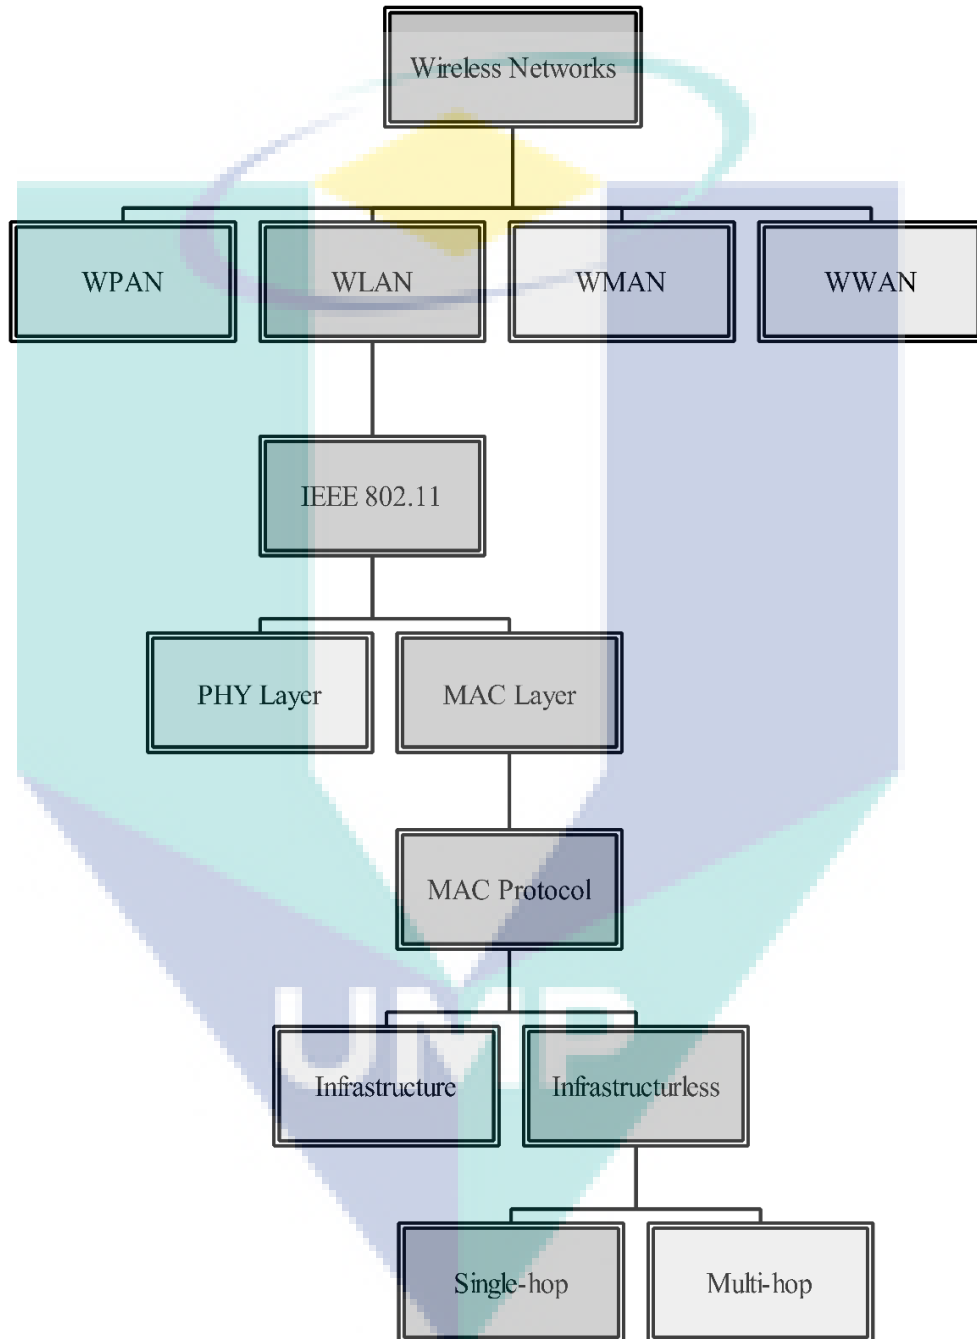 Wireless Networks
WPAN
WLAN
WMAN
WWAN
IEEE 802.11
PHY Layer
MAC Layer
MAC Protocol
UMP
Infrastructure
Infrastructurless
Single-hop
Multi-hop